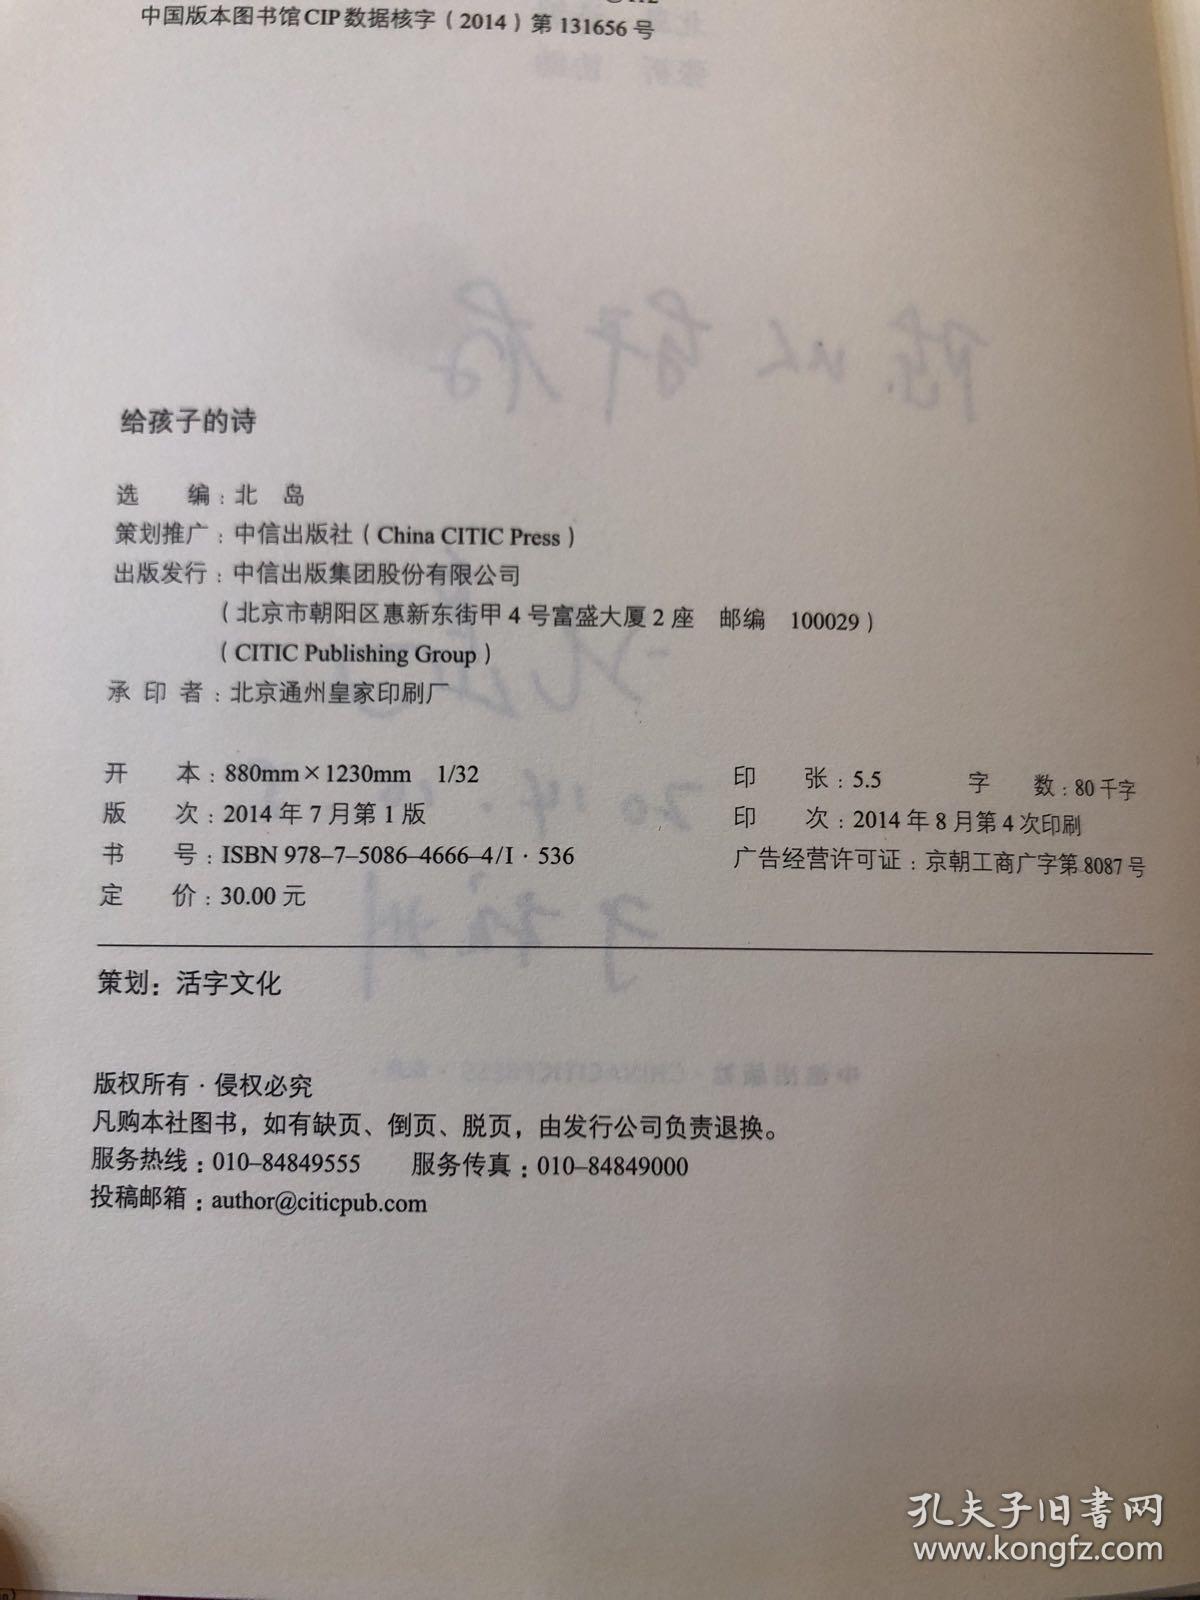 中国版本图书馆CIP数据核字（2014）第131656号
给孩子的诗
选　　编：北　岛
策划推广：中信出版社（China CITIC Press）
出版发行：中信出版集团股份有限公司
（北京市朝阳区惠新东街甲4号富盛大厦2座　邮编　100029）
（CITIC Publishing Group）
承 印 者：北京通州皇家印刷厂
开　　本：880mm×1230mm　1/32　　印　　张：5.5　　字　　数：80千字
版　　次：2014年7月第1版　　印　　次：2014年8月第4次印刷
书　　号：ISBN 978–7–5086–4666–4/I · 536　　广告经营许可证：京朝工商广字第8087号
定　　价：30.00元
策划：活字文化
版权所有·侵权必究
凡购本社图书，如有缺页、倒页、脱页，由发行公司负责退换。
服务热线：010–84849555　　服务传真：010–84849000
投稿邮箱：author@citicpub.com
孔夫子旧书网
www.kongfz.com